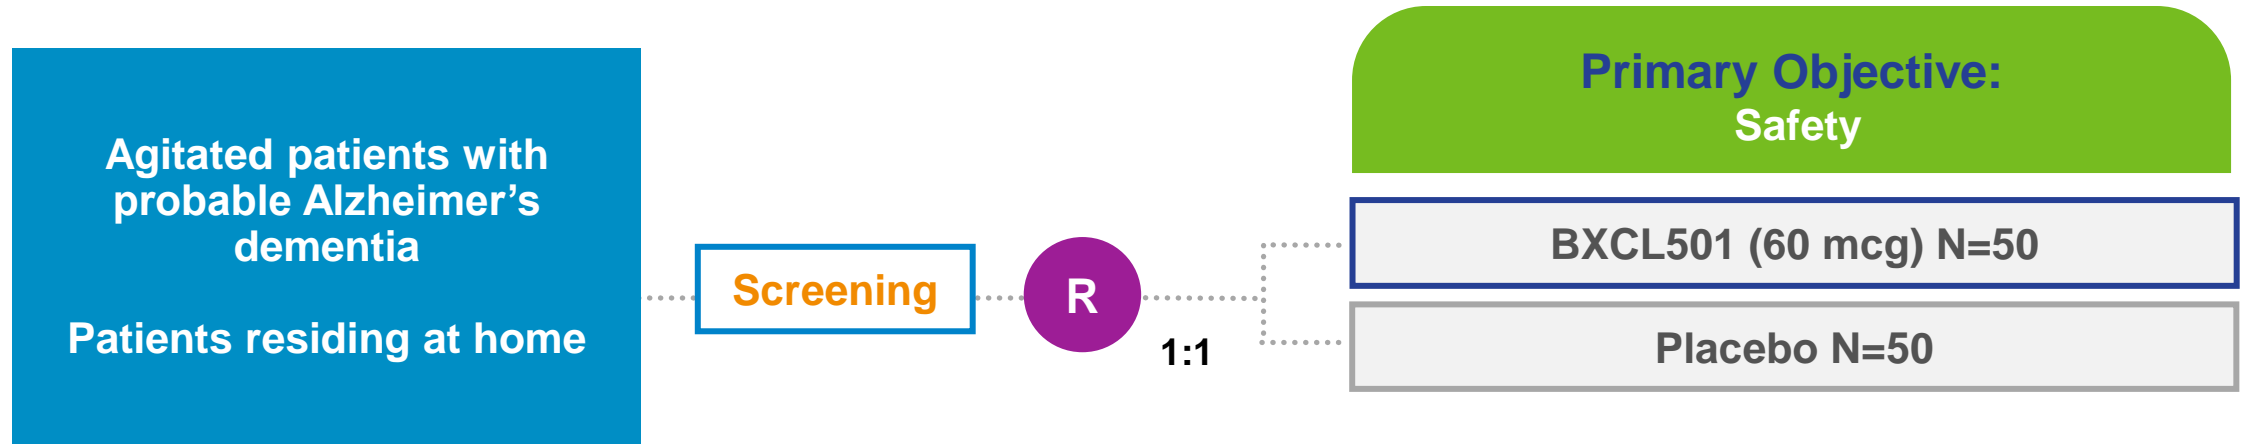 Agitated patients with
probable Alzheimer’s
dementia
Patients residing at home
Screening
R
1:1
Primary Objective:
Safety
BXCL501 (60 mcg) N=50
Placebo N=50